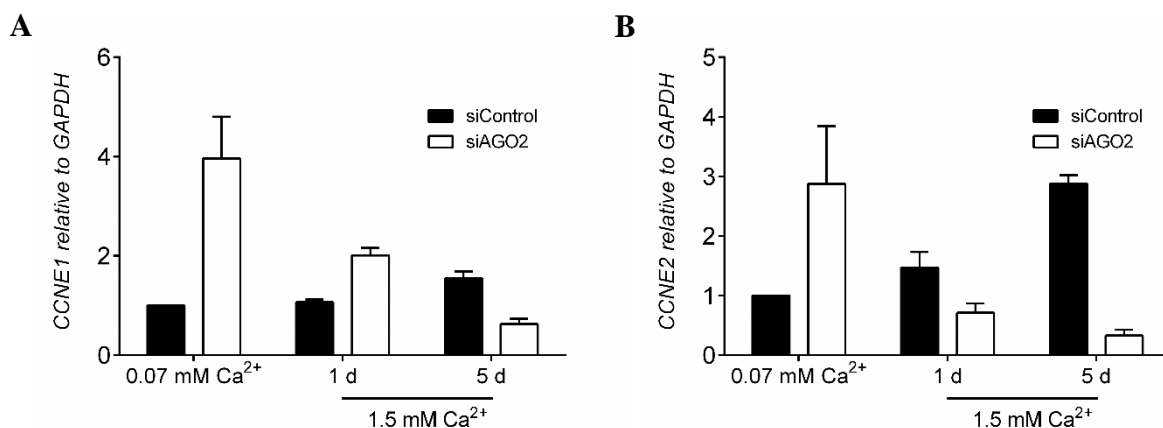 A
CCNE1 relative to GAPDH
6
4
2
0
siControl
siAGO2
0.07 mM Ca²⁺
1 d
5 d
1.5 mM Ca²⁺
B
CCNE2 relative to GAPDH
5
4
3
2
1
0
siControl
siAGO2
0.07 mM Ca²⁺
1 d
5 d
1.5 mM Ca²⁺